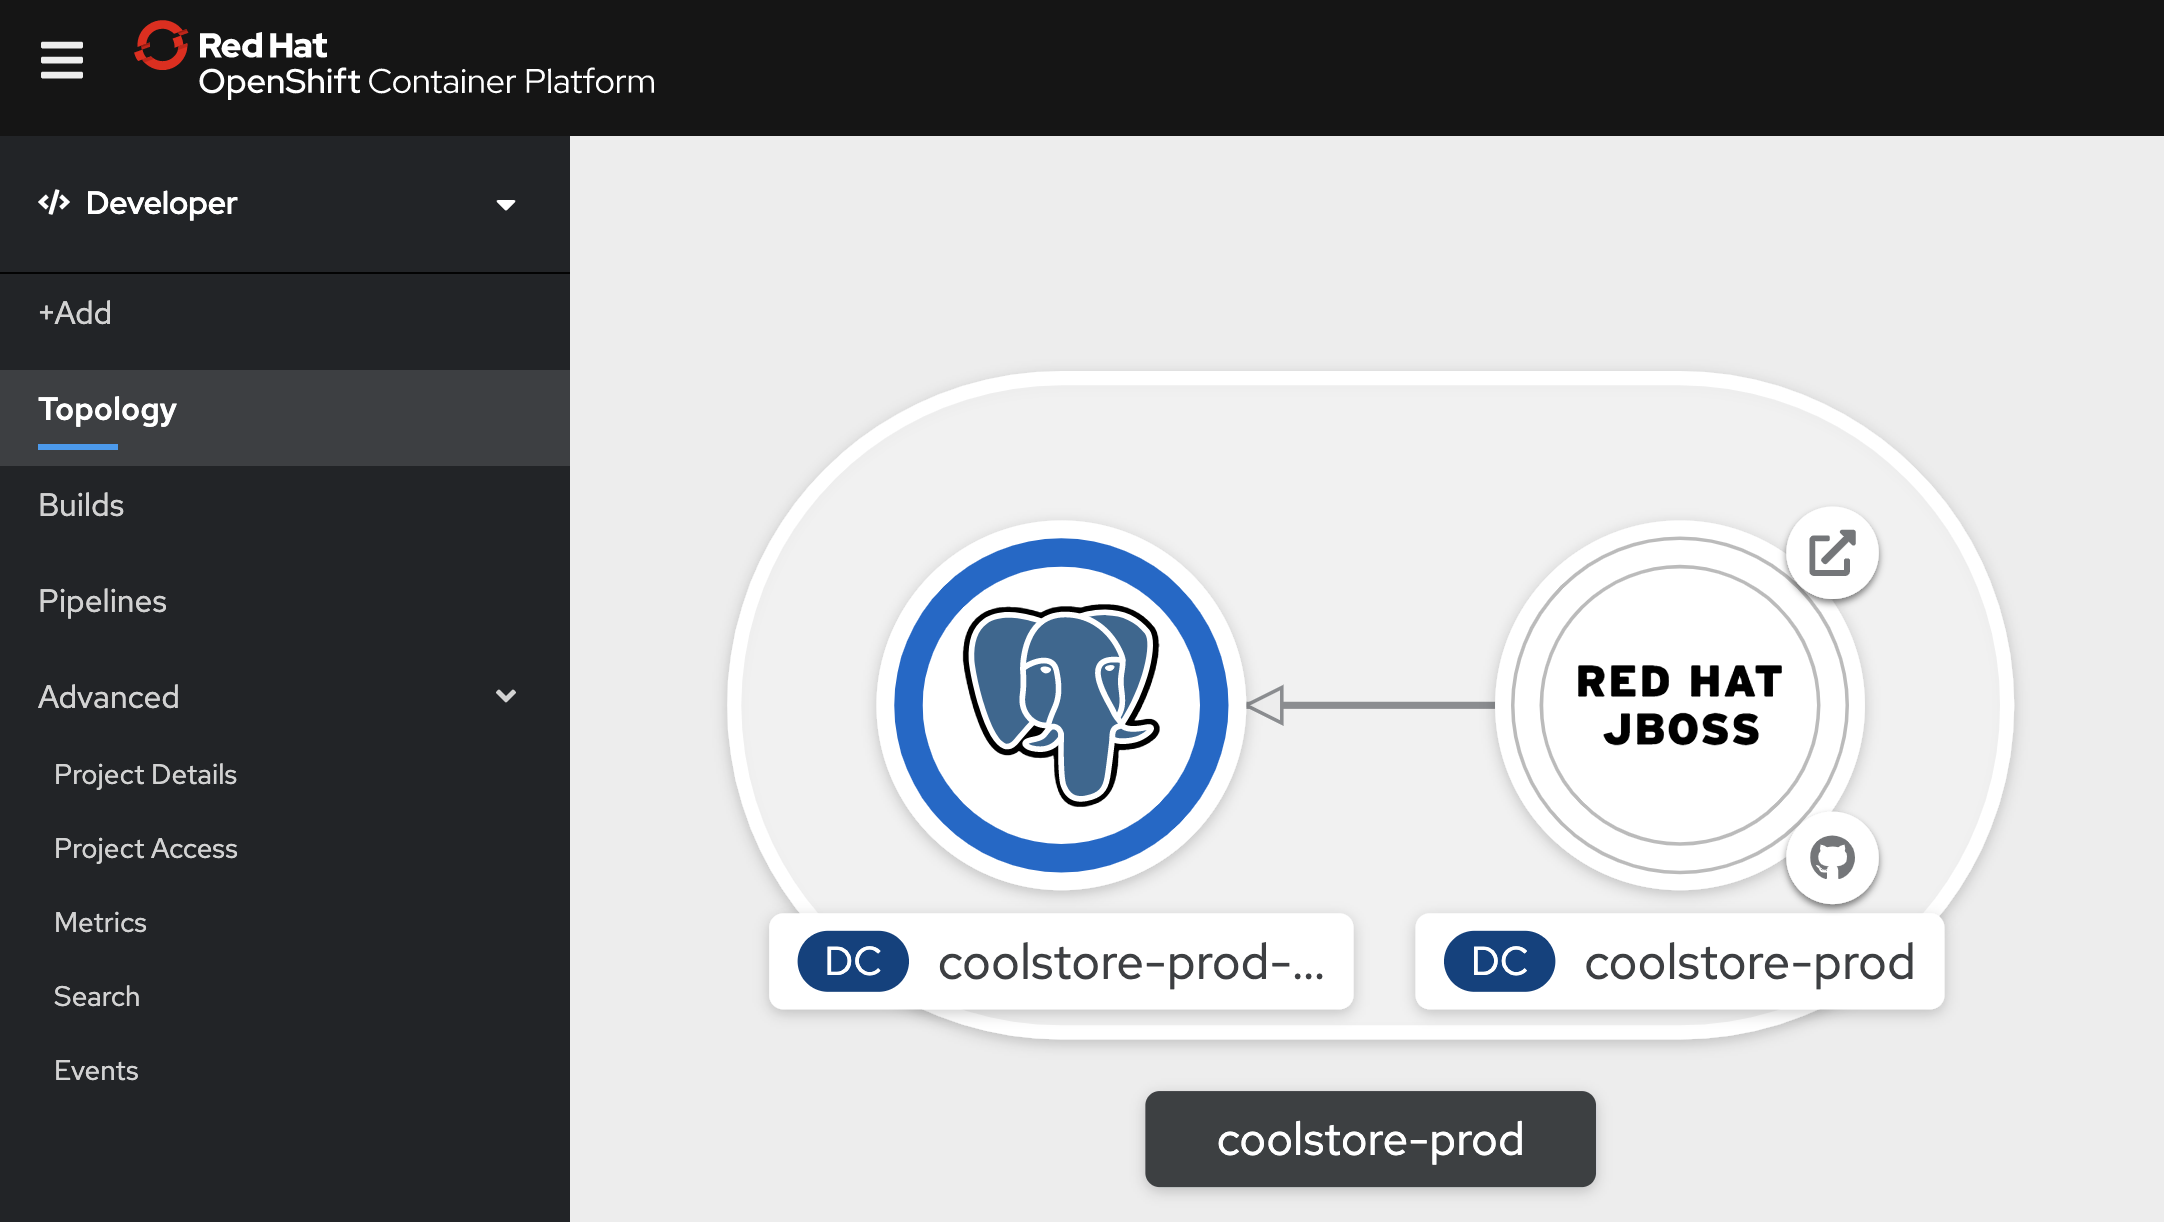 Red Hat
OpenShift Container Platform
Developer
+Add
Topology
Builds
Pipelines
Advanced
Project Details
Project Access
Metrics
Search
Events
RED HAT
JBOSS
DC coolstore-prod-...
DC coolstore-prod
coolstore-prod